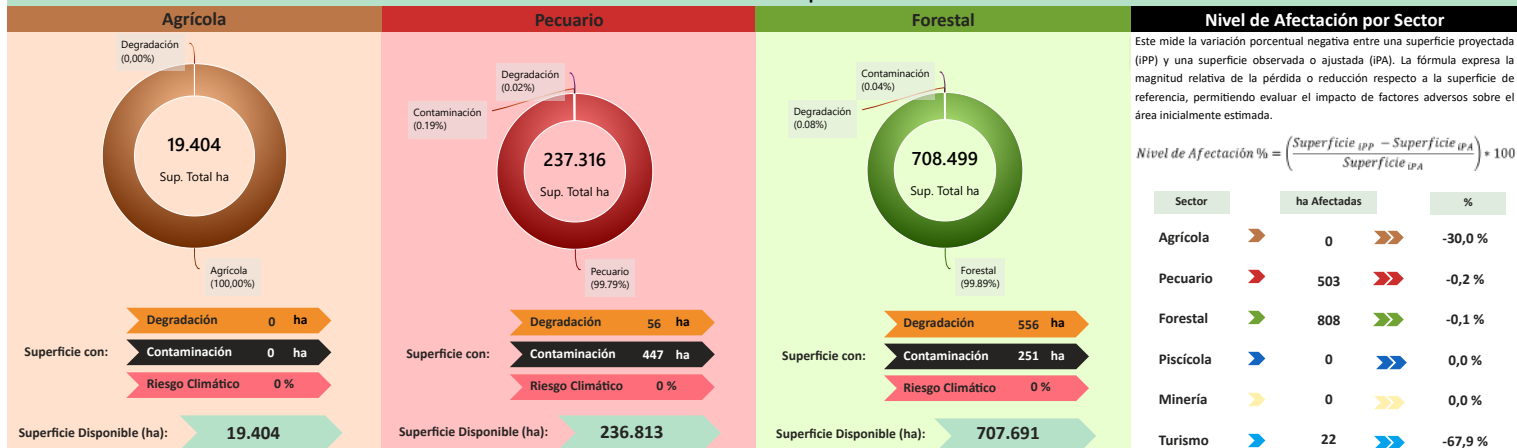 Agrícola
Degradación
(0,00%)
19.404
Sup. Total ha
Agrícola
(100,00%)
Superficie con:
Degradación 0 ha
Contaminación 0 ha
Riesgo Climático 0 %
Superficie Disponible (ha): 19.404
Pecuario
Degradación
(0.02%)
Contaminación
(0.19%)
237.316
Sup. Total ha
Pecuario
(99.79%)
Superficie con:
Degradación 56 ha
Contaminación 447 ha
Riesgo Climático 0 %
Superficie Disponible (ha): 236.813
Forestal
Contaminación
(0.04%)
Degradación
(0.08%)
708.499
Sup. Total ha
Forestal
(99.89%)
Superficie con:
Degradación 556 ha
Contaminación 251 ha
Riesgo Climático 0 %
Superficie Disponible (ha): 707.691
Nivel de Afectación por Sector
Este mide la variación porcentual negativa entre una superficie proyectada
(iPP) y una superficie observada o ajustada (iPA). La fórmula expresa la
magnitud relativa de la pérdida o reducción respecto a la superficie de
referencia, permitiendo evaluar el impacto de factores adversos sobre el
área inicialmente estimada.
Nivel de Afectación % = ((Superficie iPP − Superficie iPA) / Superficie iPA) * 100
Sector ha Afectadas %
Agrícola 0 -30,0 %
Pecuario 503 -0,2 %
Forestal 808 -0,1 %
Piscícola 0 0,0 %
Minería 0 0,0 %
Turismo 22 -67,9 %